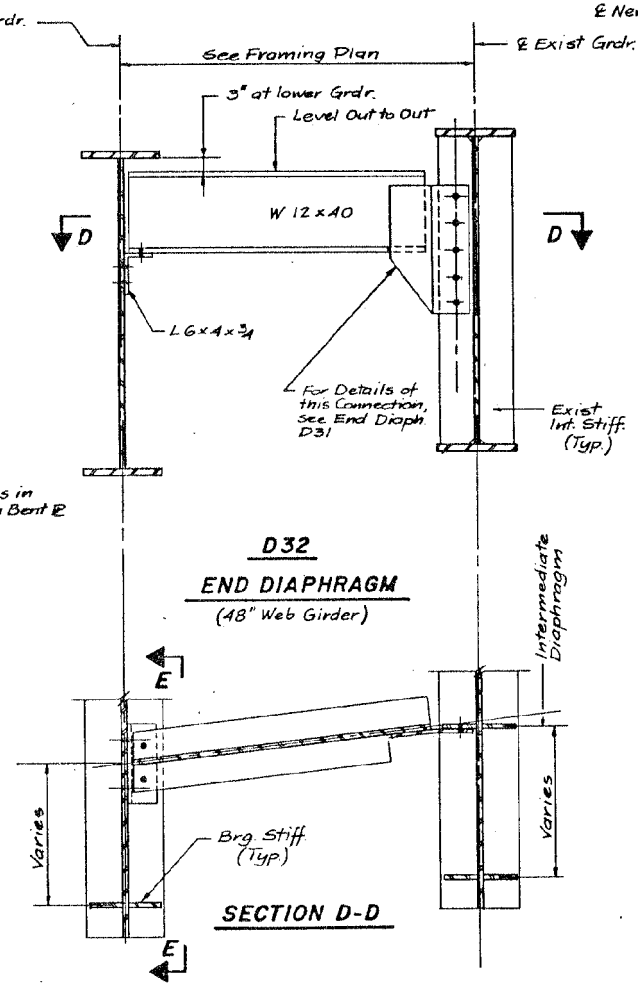 ℄ New
rdr.
℄ Exist Grdr.
See Framing Plan
3" at lower Grdr.
Level Out to Out
W 12 x 40
D
D
L 6 x 4 x 3/4
For Details of
this Connection,
see End Diaph.
D31
Exist
Int. Stiff.
(Typ.)
s in
Bent ℙ
D32
END DIAPHRAGM
(48" Web Girder)
Intermediate
Diaphragm
E
Varies
Varies
Brg. Stiff.
(Typ.)
SECTION D-D
E